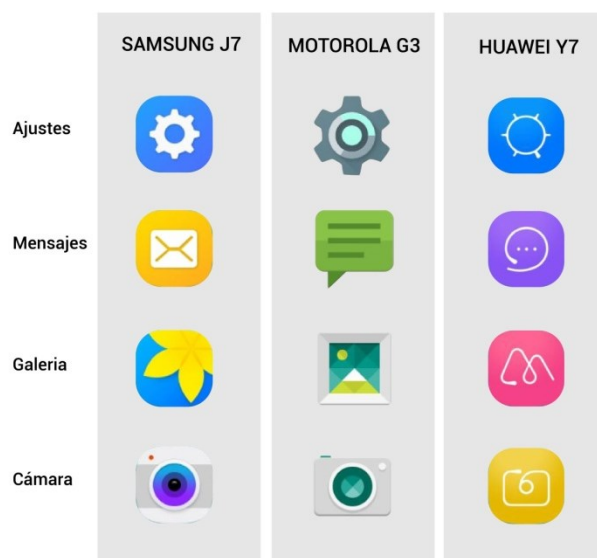 SAMSUNG J7 MOTOROLA G3 HUAWEI Y7
Ajustes
Mensajes
Galeria
Cámara